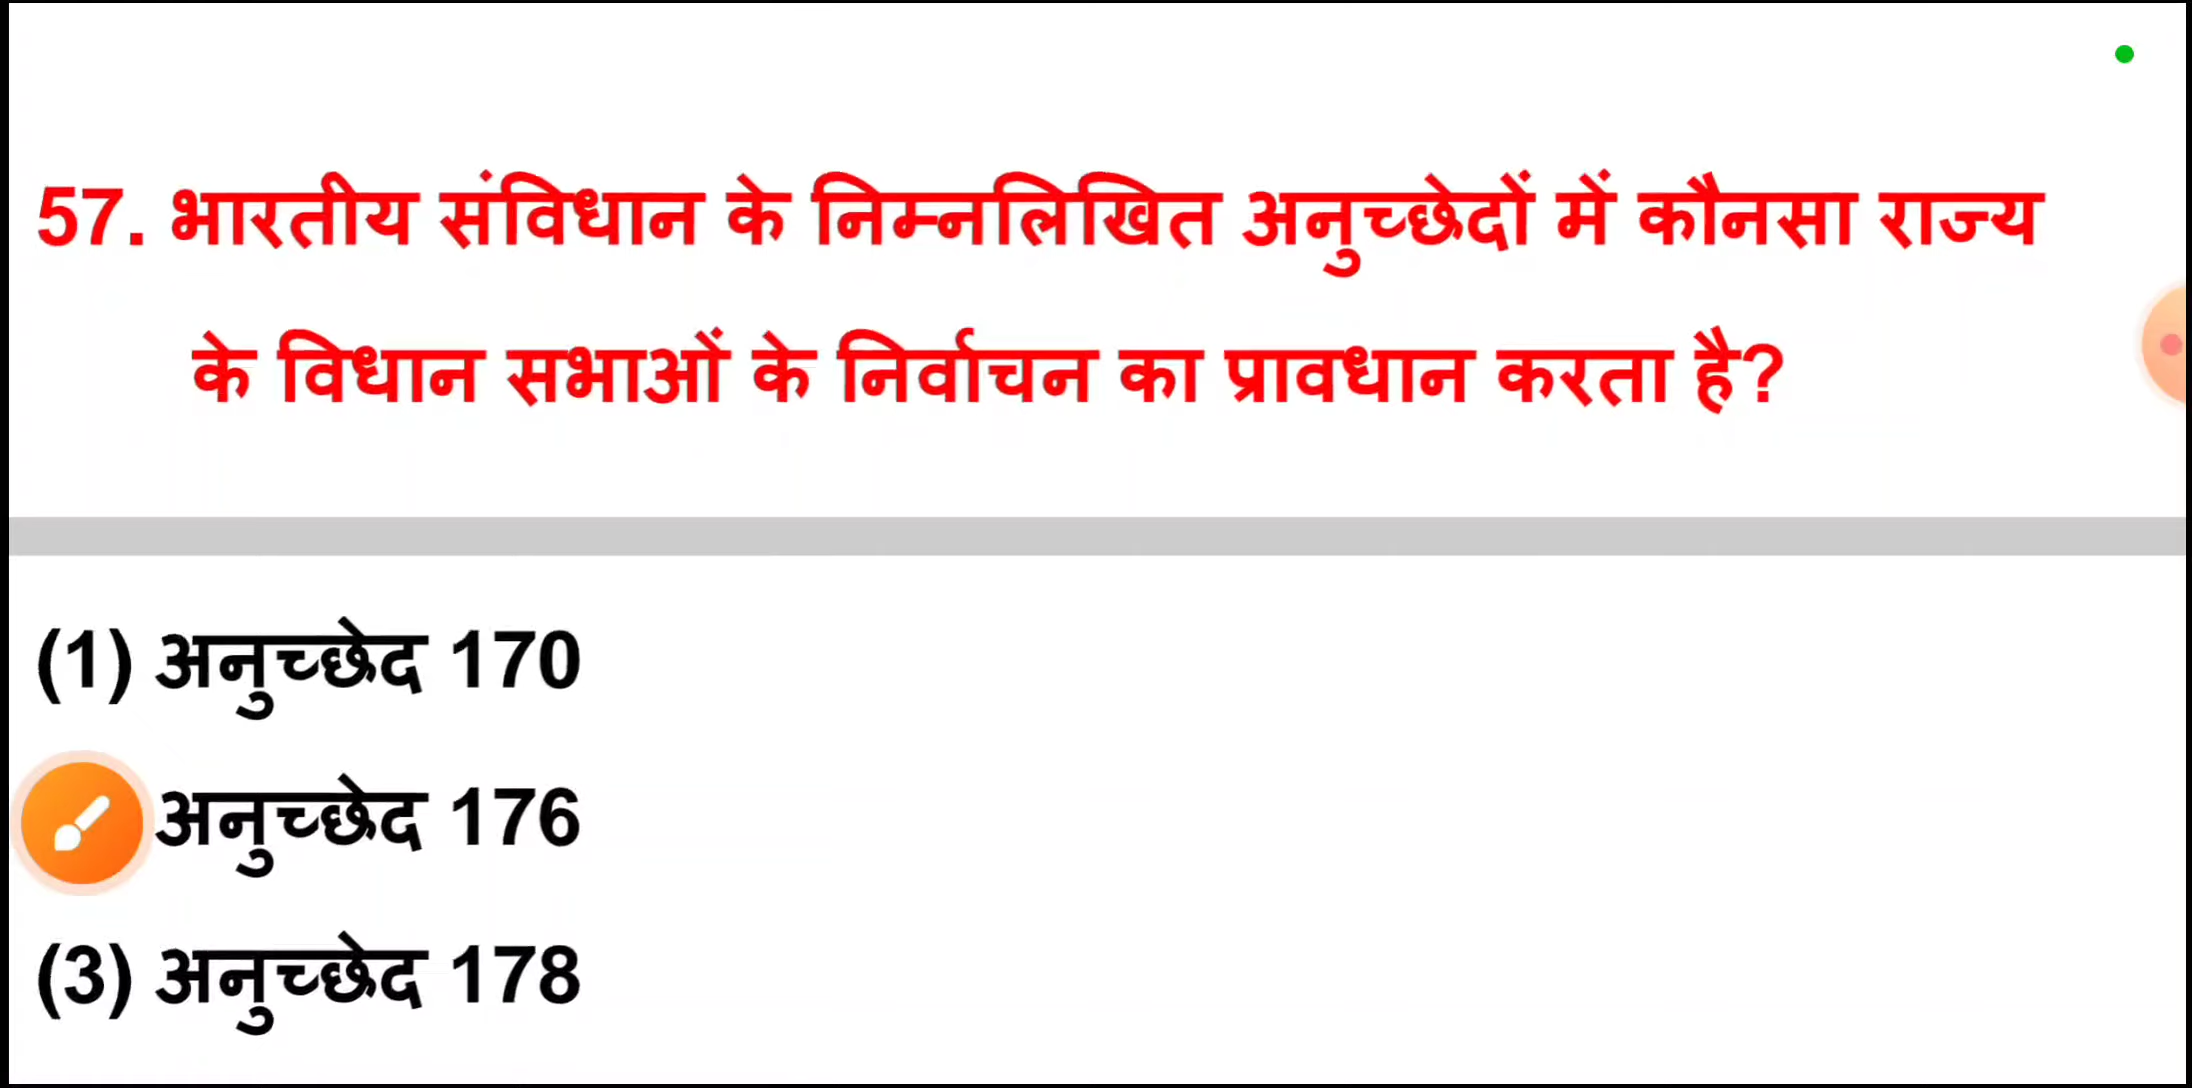 57. भारतीय संविधान के निम्नलिखित अनुच्छेदों में कौनसा राज्य
के विधान सभाओं के निर्वाचन का प्रावधान करता है?
(1) अनुच्छेद 170
अनुच्छेद 176
(3) अनुच्छेद 178